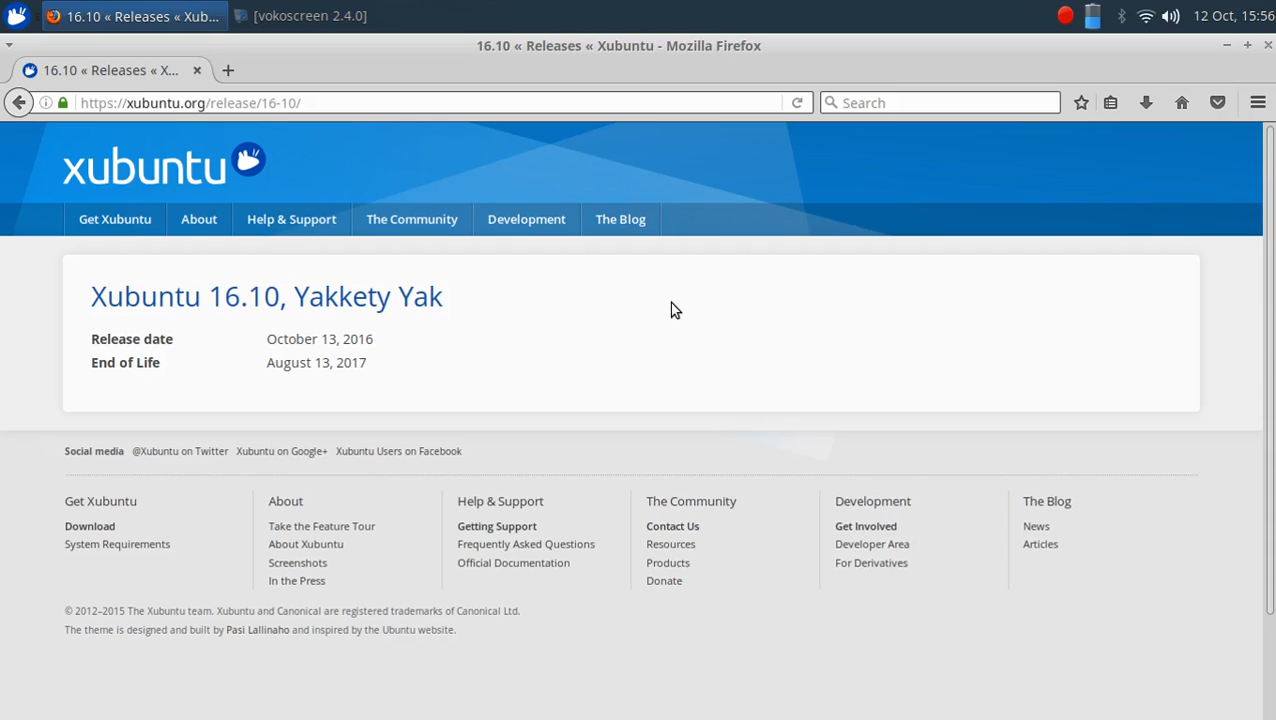 16.10 « Releases « Xub... [vokoscreen 2.4.0] 12 Oct, 15:56
16.10 « Releases « Xubuntu - Mozilla Firefox
16.10 « Releases « X...
https://xubuntu.org/release/16-10/ Search
xubuntu
Get Xubuntu About Help & Support The Community Development The Blog
Xubuntu 16.10, Yakkety Yak
Release date October 13, 2016
End of Life August 13, 2017
Social media @Xubuntu on Twitter Xubuntu on Google+ Xubuntu Users on Facebook
Get Xubuntu About Help & Support The Community Development The Blog
Download Take the Feature Tour Getting Support Contact Us Get Involved News
System Requirements About Xubuntu Frequently Asked Questions Resources Developer Area Articles
Screenshots Official Documentation Products For Derivatives
In the Press Donate
© 2012–2015 The Xubuntu team. Xubuntu and Canonical are registered trademarks of Canonical Ltd.
The theme is designed and built by Pasi Lallinaho and inspired by the Ubuntu website.